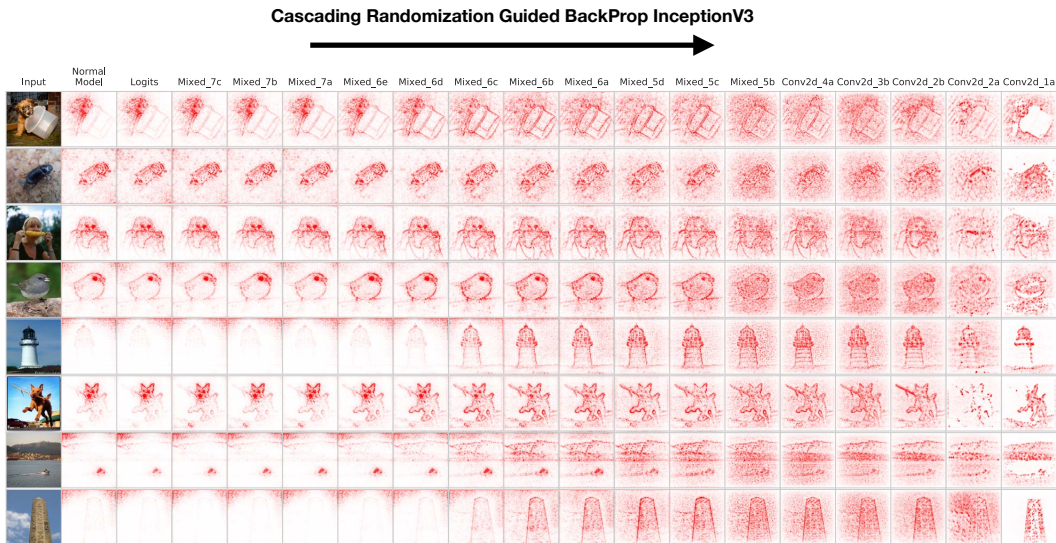 Cascading Randomization Guided BackProp InceptionV3
Input Normal Model Logits Mixed_7c Mixed_7b Mixed_7a Mixed_6e Mixed_6d Mixed_6c Mixed_6b Mixed_6a Mixed_5d Mixed_5c Mixed_5b Conv2d_4a Conv2d_3b Conv2d_2b Conv2d_2a Conv2d_1a